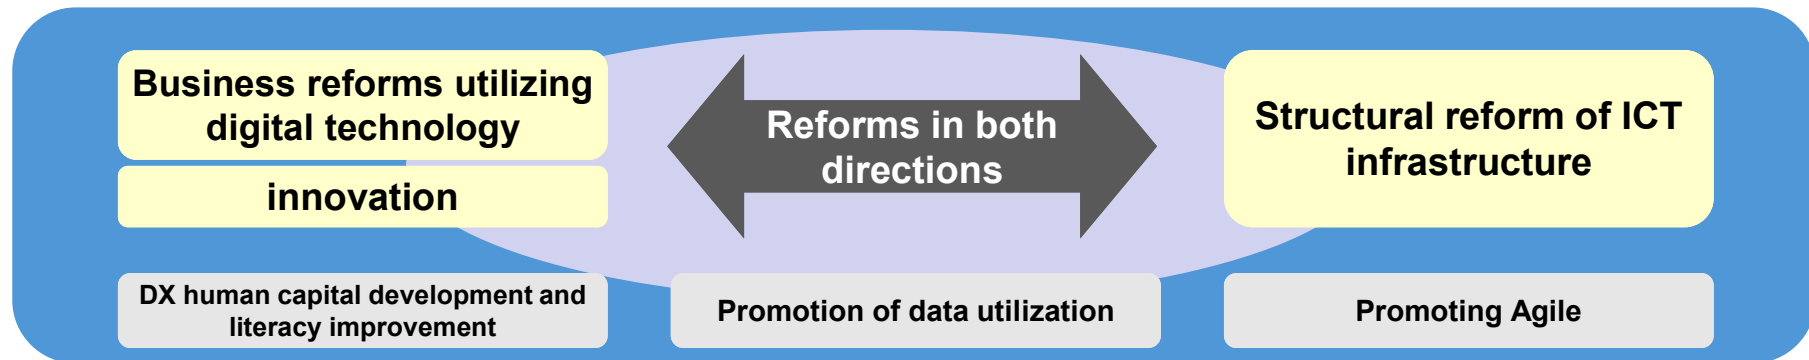 Business reforms utilizing
digital technology
innovation
Reforms in both
directions
Structural reform of ICT
infrastructure
DX human capital development and
literacy improvement
Promotion of data utilization
Promoting Agile